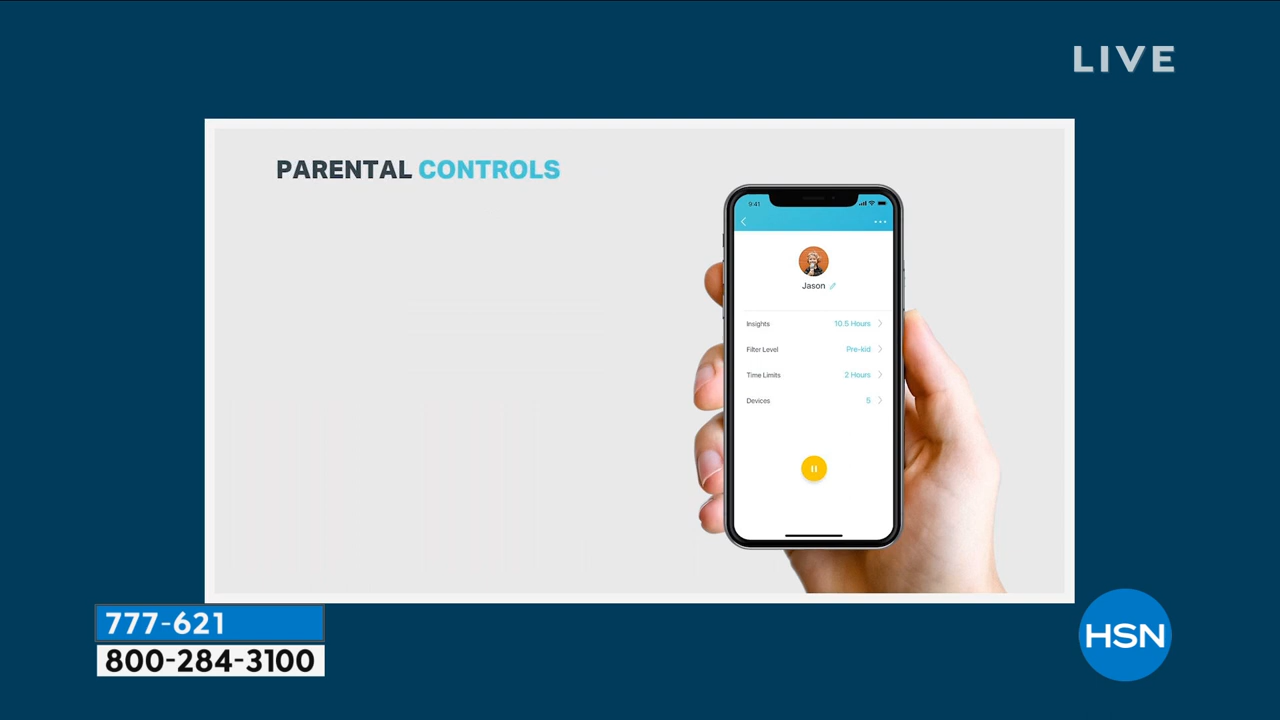 LIVE
PARENTAL CONTROLS
9:41
Jason
Insights 10.5 Hours
Filter Level Pre-kid
Time Limits 2 Hours
Devices 5
777-621
800-284-3100
HSN